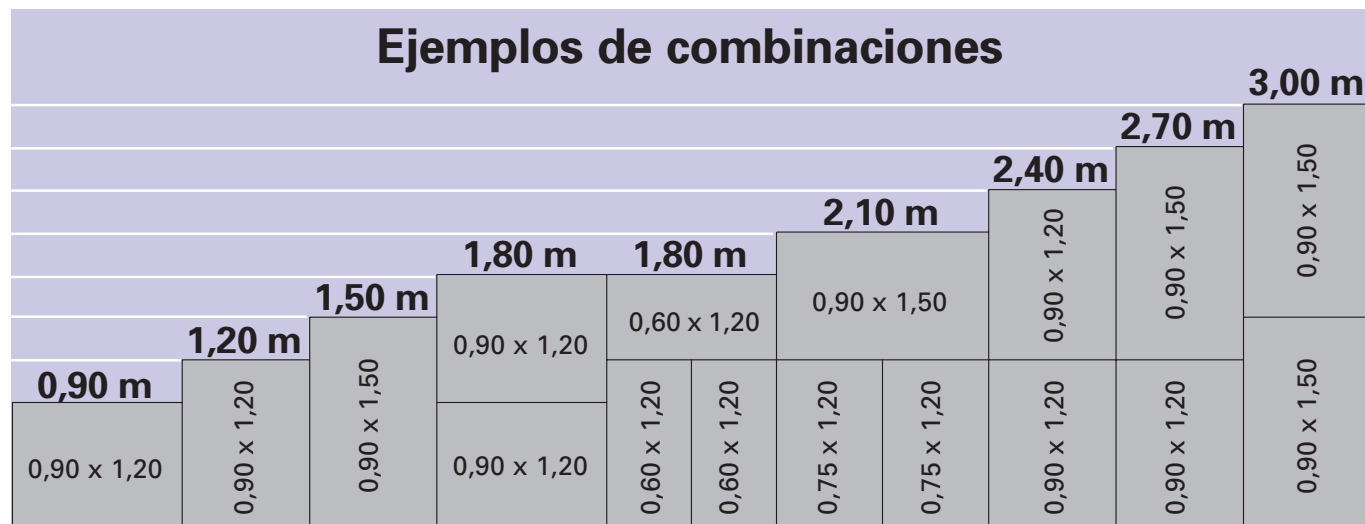 Ejemplos de combinaciones
0,90 m
0,90 x 1,20
1,20 m
0,90 x 1,20
1,50 m
0,90 x 1,50
1,80 m
0,90 x 1,20
0,90 x 1,20
1,80 m
0,60 x 1,20
0,60 x 1,20
0,60 x 1,20
2,10 m
0,90 x 1,50
0,75 x 1,20
0,75 x 1,20
2,40 m
0,90 x 1,20
0,90 x 1,20
2,70 m
0,90 x 1,50
0,90 x 1,20
3,00 m
0,90 x 1,50
0,90 x 1,50